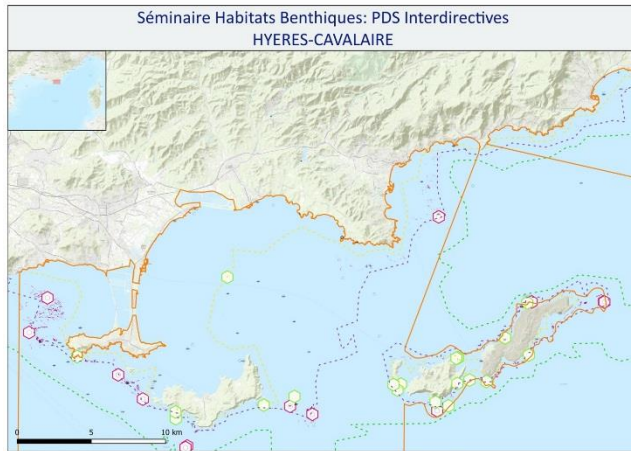 Séminaire Habitats Benthiques: PDS Interdirectives
HYERES-CAVALAIRE
0 5 10 km